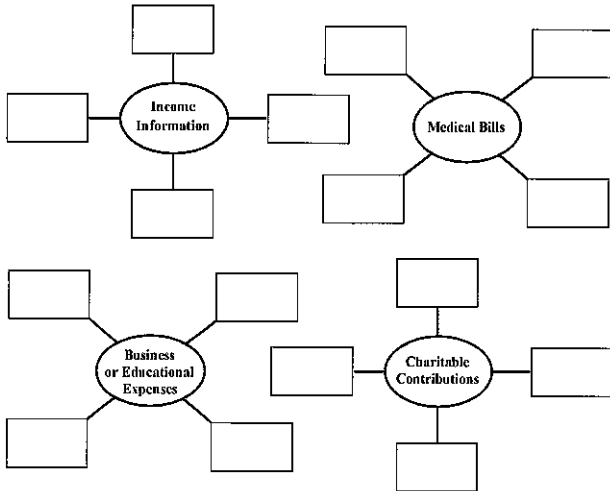 Income
Information
Medical Bills
Business
or Educational
Expenses
Charitable
Contributions